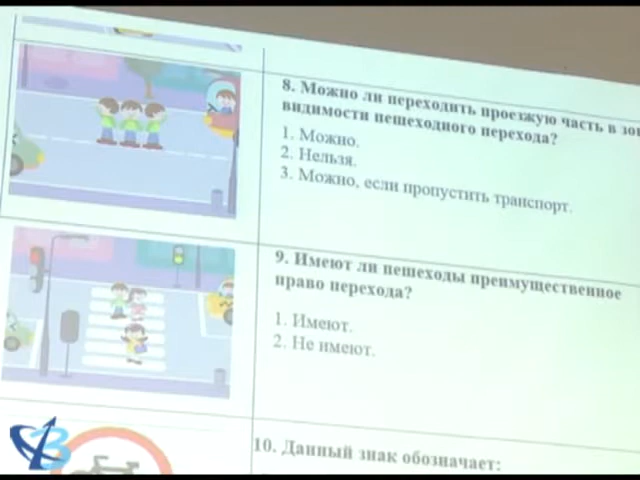 8. Можно ли переходить проезжую часть в
видимости пешеходного перехода?
1. Можно.
2. Нельзя.
3. Можно, если пропустить транспорт.
9. Имеют ли пешеходы преимущественное
право перехода?
1. Имеют.
2. Не имеют.
10. Данный знак обозначает: